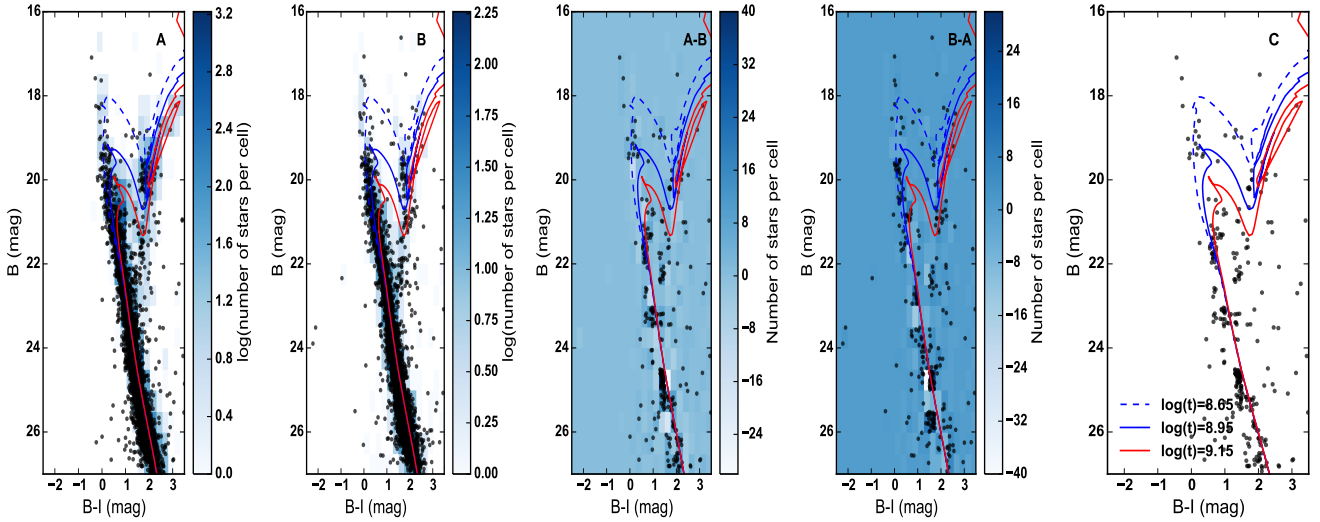 A
16
18
20
22
24
26
B (mag)
−2 −1 0 1 2 3
B-I (mag)
3.2
2.8
2.4
2.0
1.6
1.2
0.8
0.4
0.0
log(number of stars per cell)
B
16
18
20
22
24
26
B (mag)
−2 −1 0 1 2 3
B-I (mag)
2.25
2.00
1.75
1.50
1.25
1.00
0.75
0.50
0.25
0.00
log(number of stars per cell)
A-B
16
18
20
22
24
26
B (mag)
−2 −1 0 1 2 3
B-I (mag)
40
32
24
16
8
0
−8
−16
−24
Number of stars per cell
B-A
16
18
20
22
24
26
B (mag)
−2 −1 0 1 2 3
B-I (mag)
24
16
8
0
−8
−16
−24
−32
−40
Number of stars per cell
C
16
18
20
22
24
26
B (mag)
−2 −1 0 1 2 3
B-I (mag)
log(t)=8.65
log(t)=8.95
log(t)=9.15